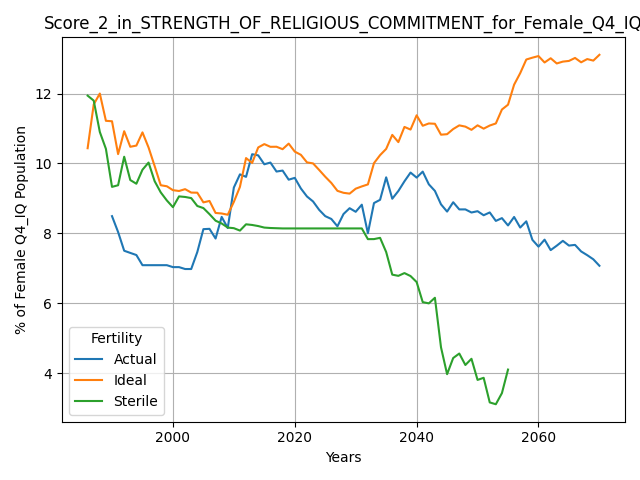 Score_2_in_STRENGTH_OF_RELIGIOUS_COMMITMENT_for_Female_Q4_IQ
% of Female Q4_IQ Population
12
10
8
6
4
Fertility
Actual
Ideal
Sterile
2000
2020
2040
2060
Years